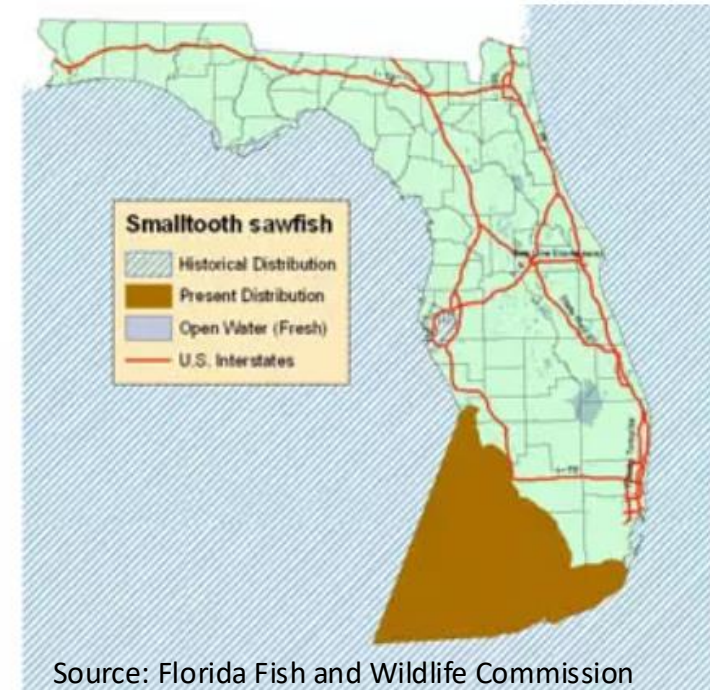 Smalltooth sawfish
Historical Distribution
Present Distribution
Open Water (Fresh)
U.S. Interstates
Source: Florida Fish and Wildlife Commission